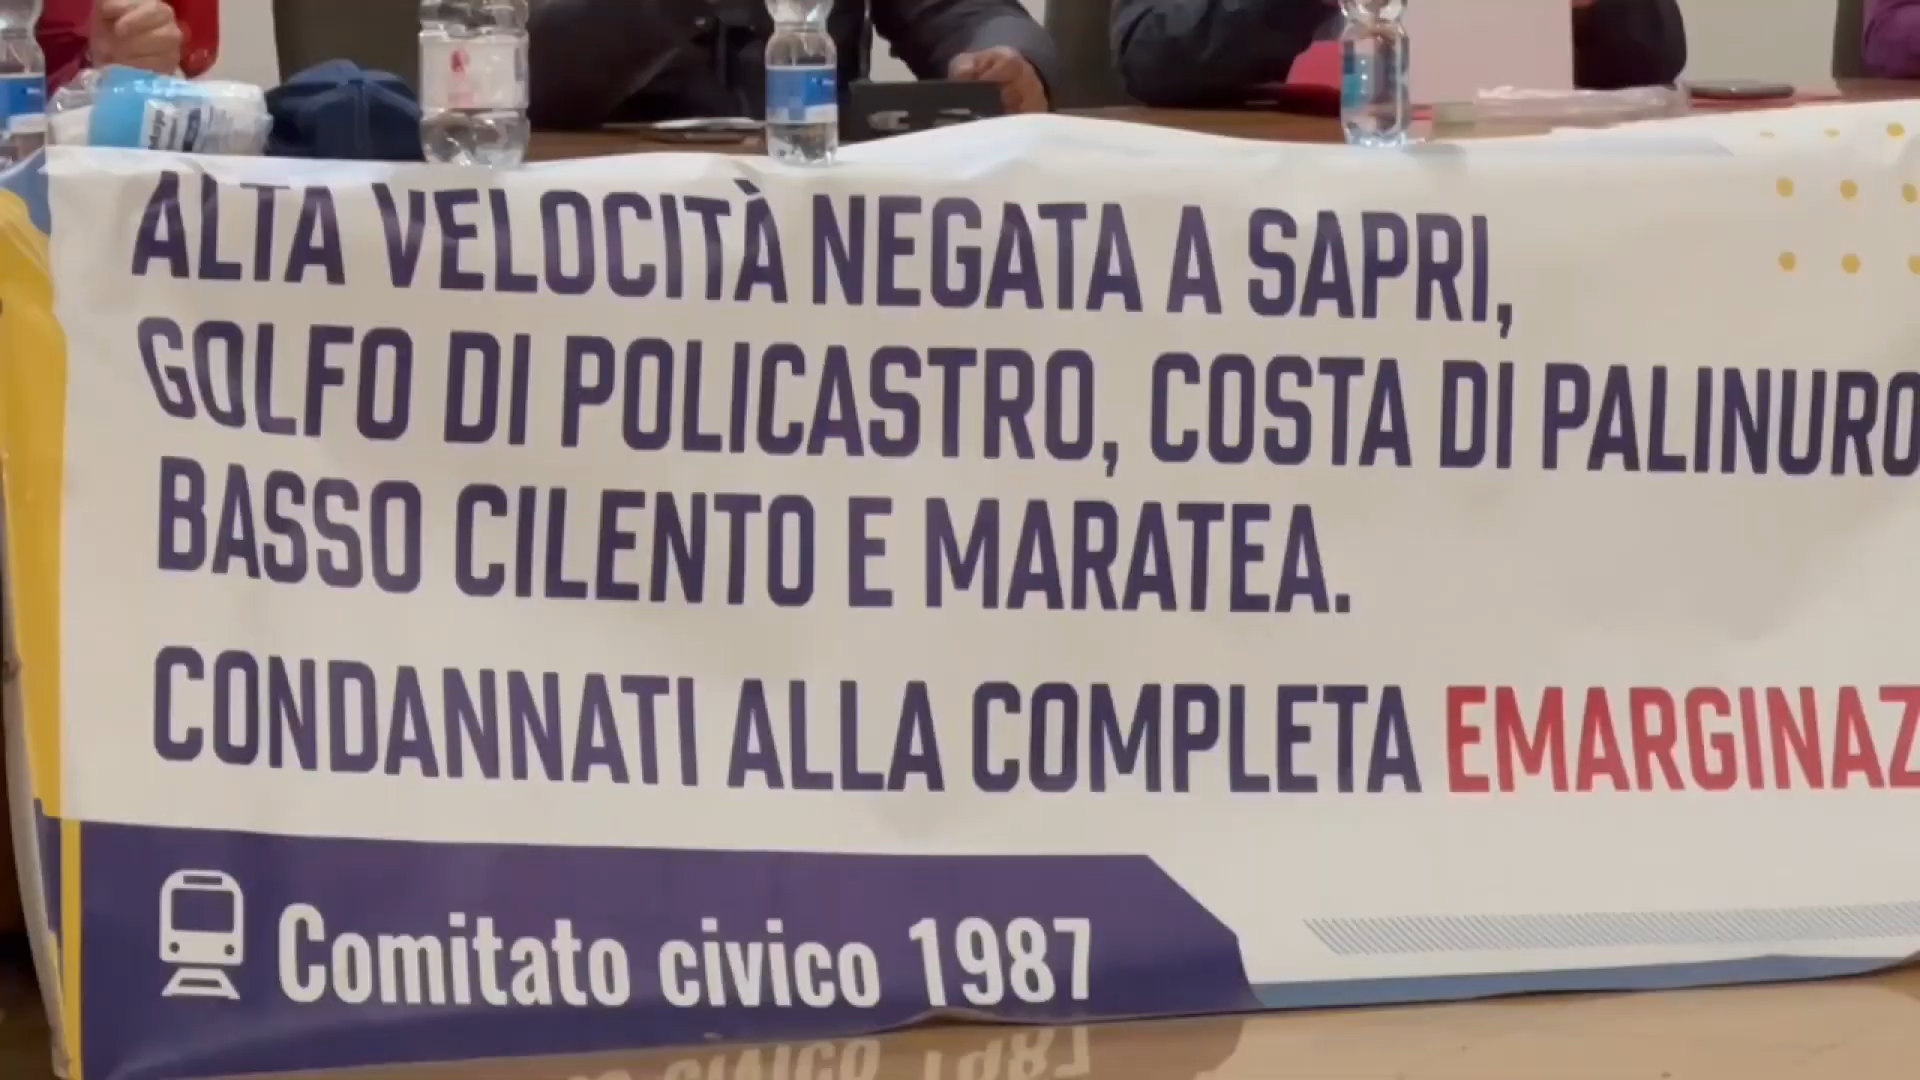 ALTA VELOCITÀ NEGATA A SAPRI,
GOLFO DI POLICASTRO, COSTA DI PALINURO
BASSO CILENTO E MARATEA.
CONDANNATI ALLA COMPLETA EMARGINAZ
Comitato civico 1987